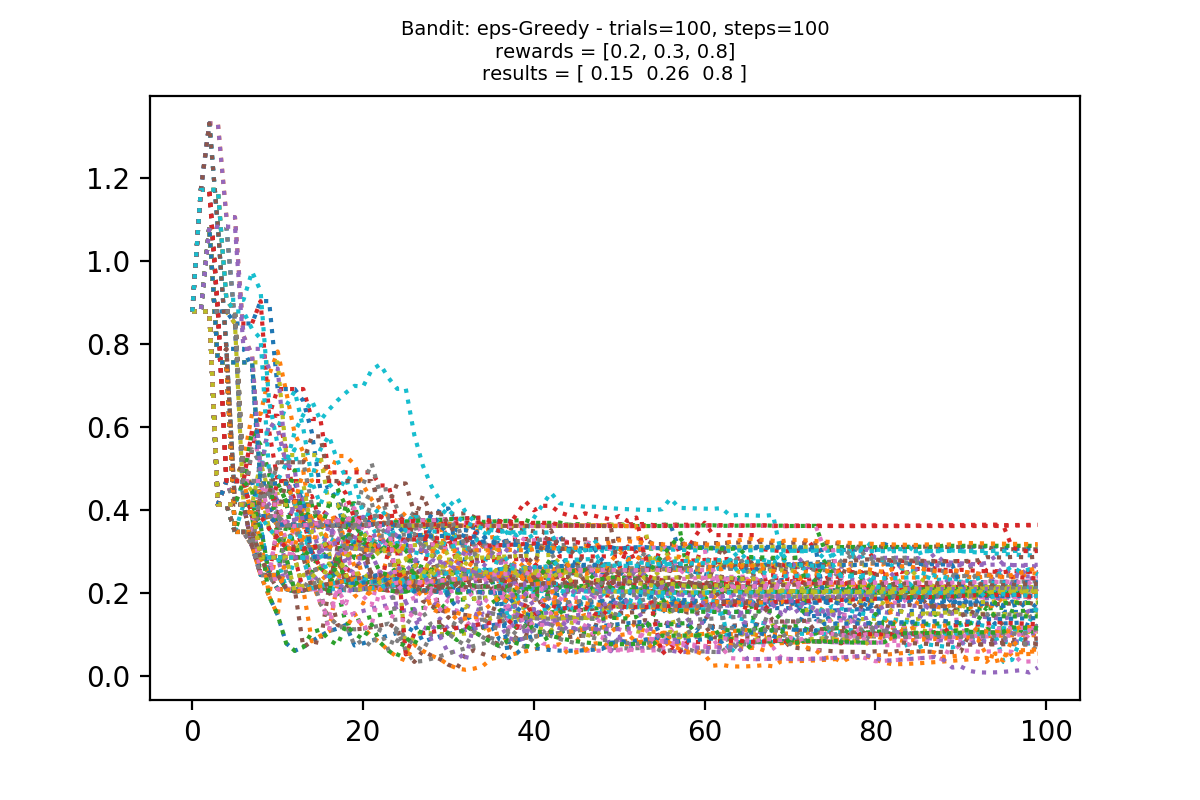 Bandit: eps-Greedy - trials=100, steps=100
rewards = [0.2, 0.3, 0.8]
results = [ 0.15  0.26  0.8 ]
1.2
1.0
0.8
0.6
0.4
0.2
0.0
0 20 40 60 80 100